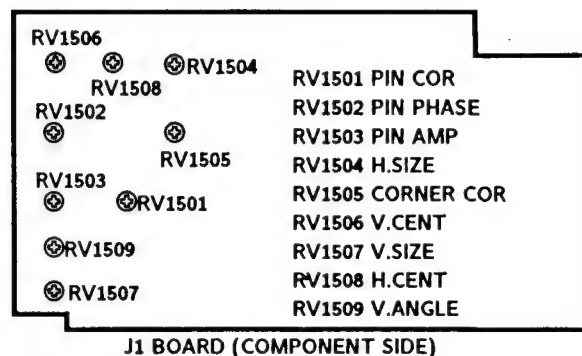 RV1506
RV1508
RV1504
RV1502
RV1505
RV1503
RV1501
RV1509
RV1507
RV1501 PIN COR
RV1502 PIN PHASE
RV1503 PIN AMP
RV1504 H.SIZE
RV1505 CORNER COR
RV1506 V.CENT
RV1507 V.SIZE
RV1508 H.CENT
RV1509 V.ANGLE
J1 BOARD (COMPONENT SIDE)